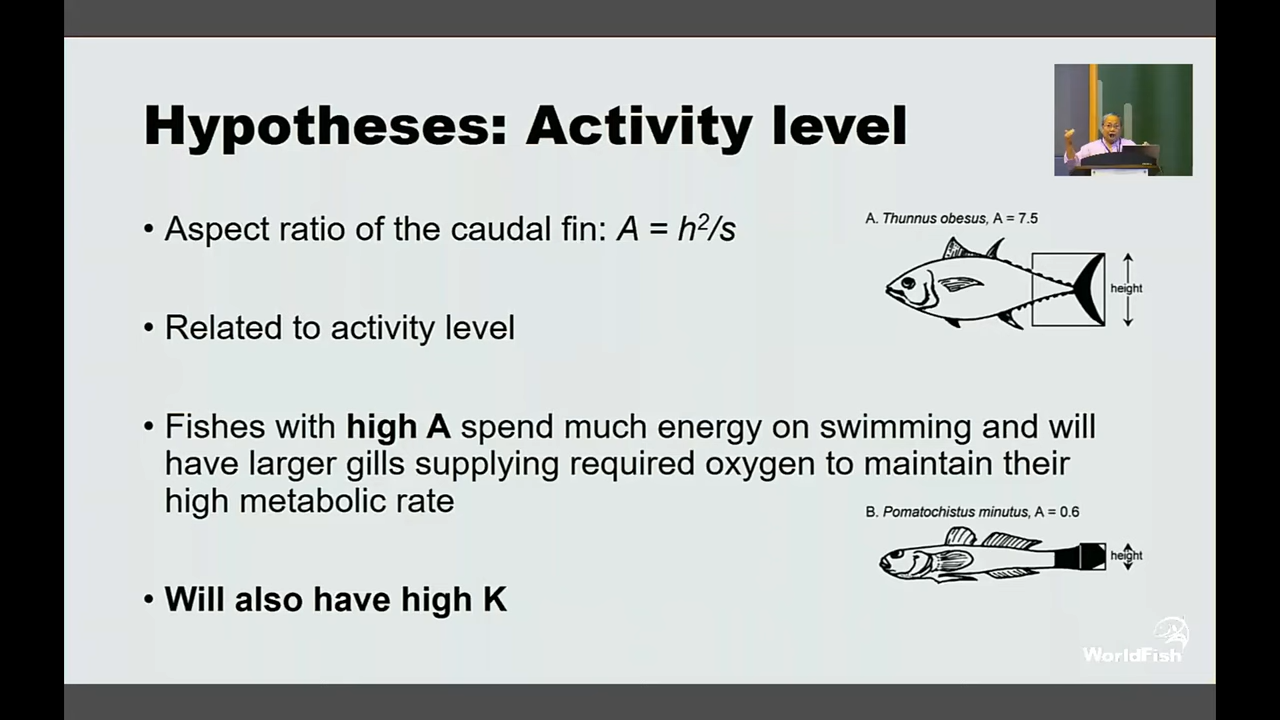 Hypotheses: Activity level
• Aspect ratio of the caudal fin: A = h²/s
A. Thunnus obesus, A = 7.5
height
• Related to activity level
• Fishes with high A spend much energy on swimming and will
have larger gills supplying required oxygen to maintain their
high metabolic rate
B. Pomatochistus minutus, A = 0.6
height
• Will also have high K
WorldFish